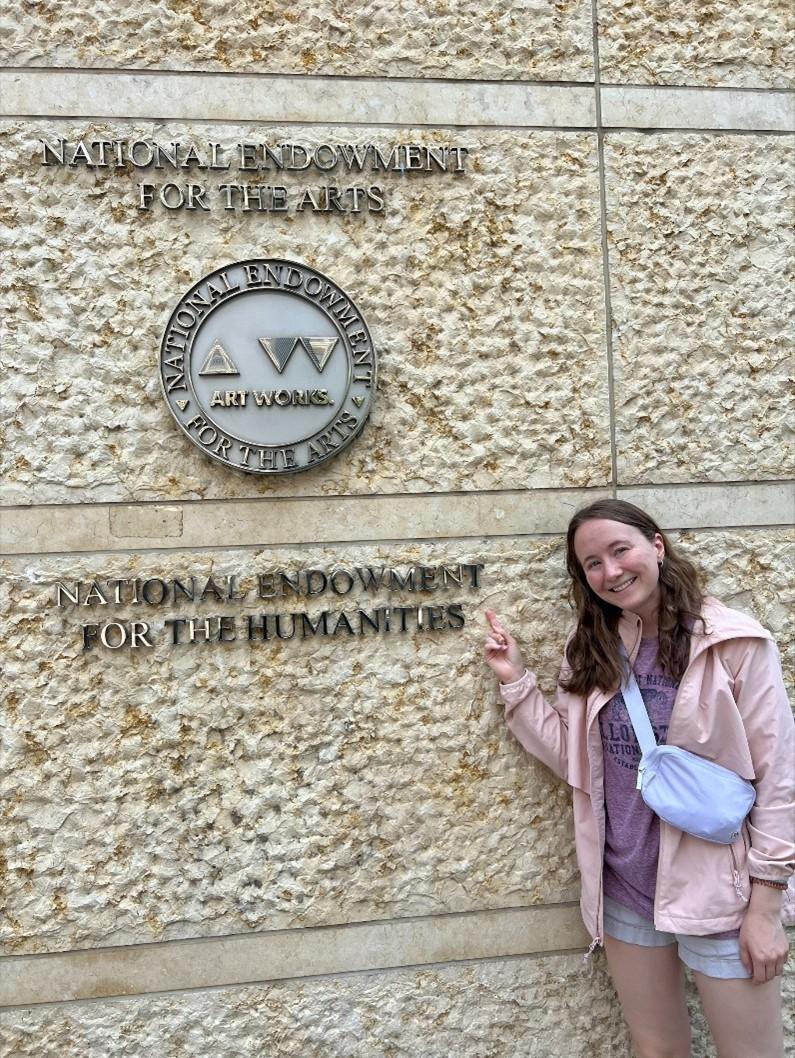 NATIONAL ENDOWMENT
FOR THE ARTS
NATIONAL ENDOWMENT
ART WORKS.
FOR THE ARTS
NATIONAL ENDOWMENT
FOR THE HUMANITIES